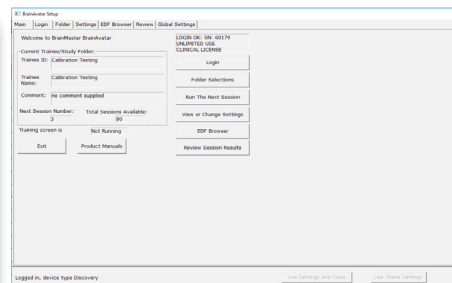 BrainAvatar Setup
Main Login Folder Settings EDF Browser Review Global Settings
Welcome to BrainMaster BrainAvatar
LOGIN OK: SN: 60179
UNLIMITED USE
CLINICAL LICENSE
Current Trainee/Study Folder:
Trainee ID: Calibration Testing
Login
Trainee Name: Calibration Testing
Folder Selections
Comment: no comment supplied
Run The Next Session
Next Session Number: Total Sessions Available:
3 80
View or Change Settings
Training screen is Not Running
EDF Browser
Exit Product Manuals
Review Session Results
Logged in, device type Discovery
Use Settings and Close Use These Settings